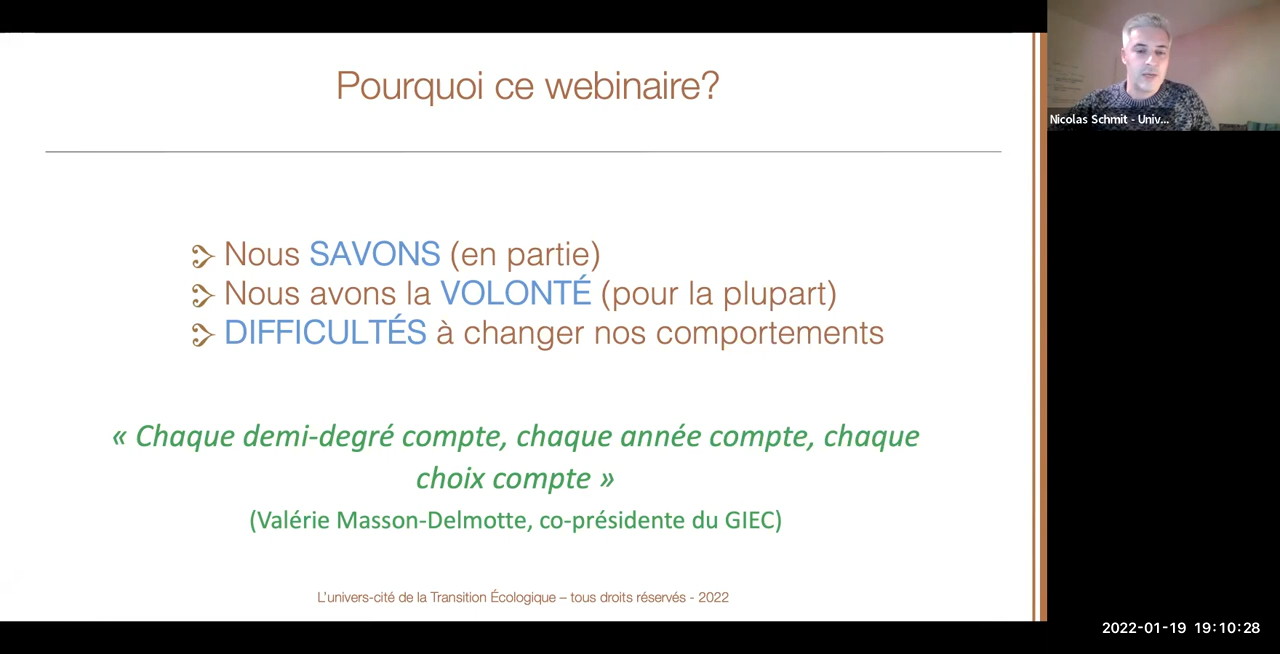 Pourquoi ce webinaire?
Nicolas Schmit - Univ...
Nous SAVONS (en partie)
Nous avons la VOLONTÉ (pour la plupart)
DIFFICULTÉS à changer nos comportements
« Chaque demi-degré compte, chaque année compte, chaque
choix compte »
(Valérie Masson-Delmotte, co-présidente du GIEC)
L'univers-cité de la Transition Écologique – tous droits réservés - 2022
2022-01-19 19:10:28